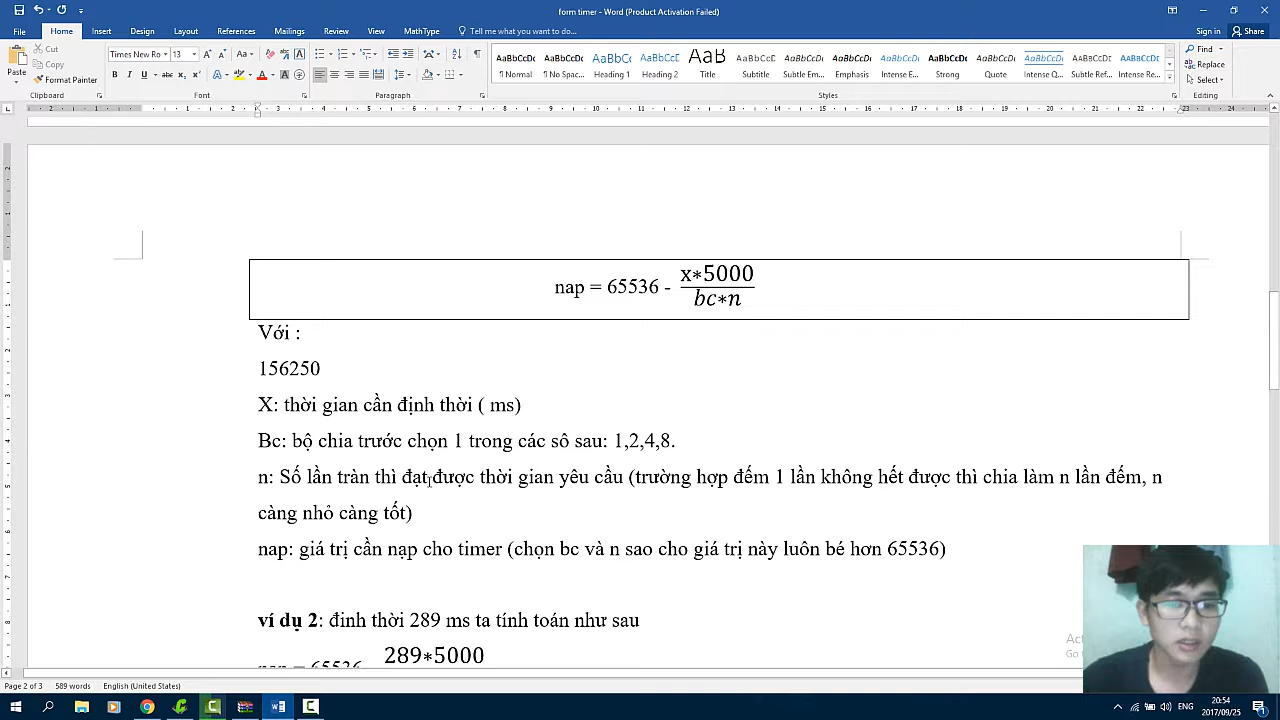 form timer - Word (Product Activation Failed)
File Home Insert Design Layout References Mailings Review View MathType Tell me what you want to do... Sign in Share
Paste Cut Copy Format Painter
Clipboard
Times New Ro 13
Font
Paragraph
AaBbCcDc AaBbCcDc AaBbCc AaBbCcD AaB AaBbCcD AaBbCcDt AaBbCcDt AaBbCcDt AaBbCcDc AaBbCcDt AaBbCcDt AaBbCcDc AaBbCcDt
¶ Normal ¶ No Spac... Heading 1 Heading 2 Title Subtitle Subtle Em... Emphasis Intense E... Strong Quote Intense Q... Subtle Ref... Intense Re...
Styles
Find
Replace
Select
Editing
nap = 65536 - x*5000
bc*n
Với :
156250
X: thời gian cần định thời ( ms)
Bc: bộ chia trước chọn 1 trong các sô sau: 1,2,4,8.
n: Số lần tràn thì đạt được thời gian yêu cầu (trường hợp đếm 1 lần không hết được thì chia làm n lần đếm, n
càng nhỏ càng tốt)
nap: giá trị cần nạp cho timer (chọn bc và n sao cho giá trị này luôn bé hơn 65536)
ví dụ 2: đinh thời 289 ms ta tính toán như sau
289*5000
Page 2 of 3 589 words English (United States)
ENG
20:54
2017/09/25